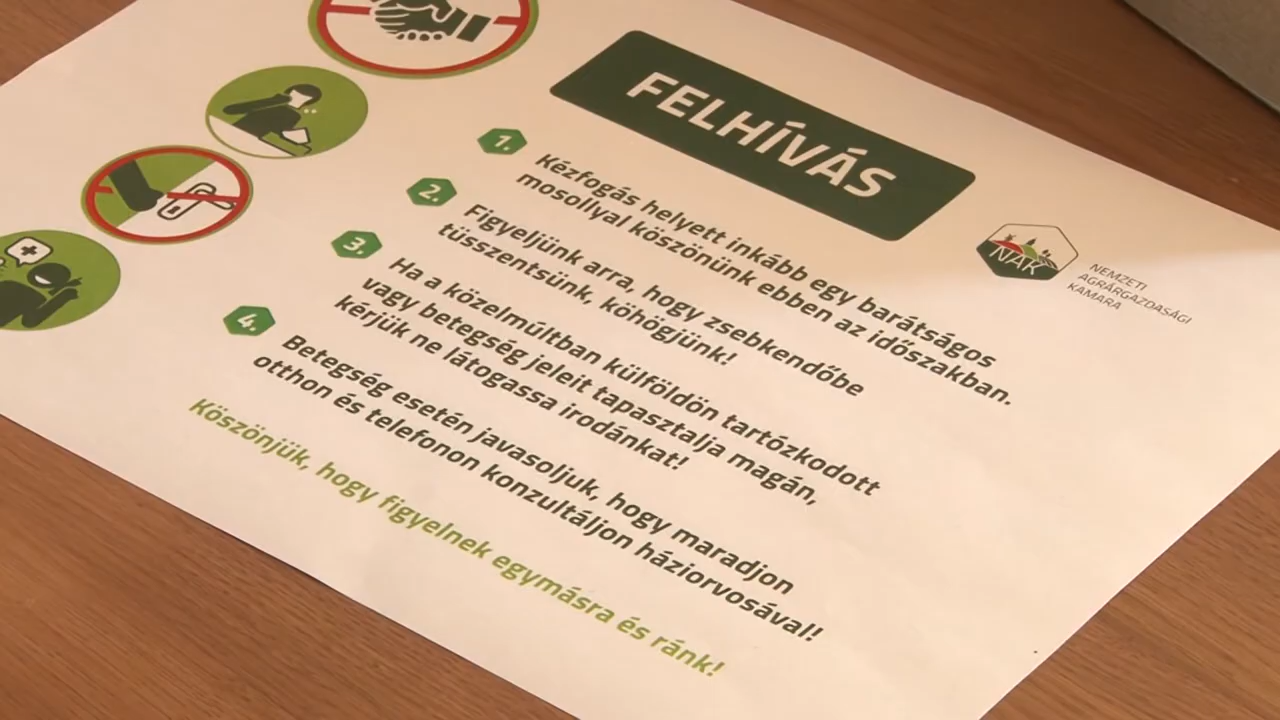 FELHÍVÁS
1.
Kézfogás helyett inkább egy barátságos
mosollyal köszönünk ebben az időszakban.
2.
Figyeljünk arra, hogy zsebkendőbe
tüsszentsünk, köhögjünk!
3.
Ha a közelmúltban külföldön tartózkodott
vagy betegség jeleit tapasztalja magán,
kérjük ne látogassa irodánkat!
4.
Betegség esetén javasoljuk, hogy maradjon
otthon és telefonon konzultáljon háziorvosával!
Köszönjük, hogy figyelnek egymásra és ránk!
NAK
NEMZETI
AGRÁRGAZDASÁGI
KAMARA